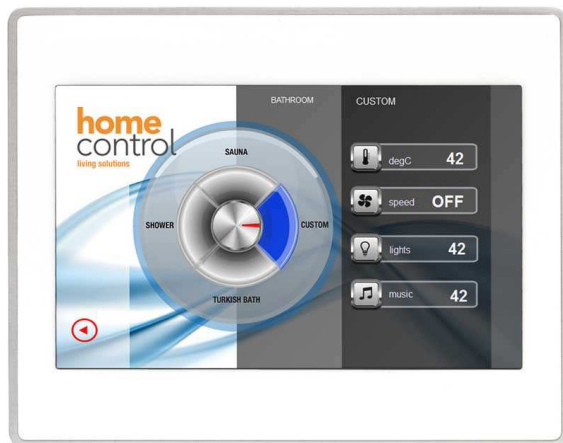 home
control
living solutions
BATHROOM
CUSTOM
SAUNA
SHOWER
CUSTOM
TURKISH BATH
degC 42
speed OFF
lights 42
music 42